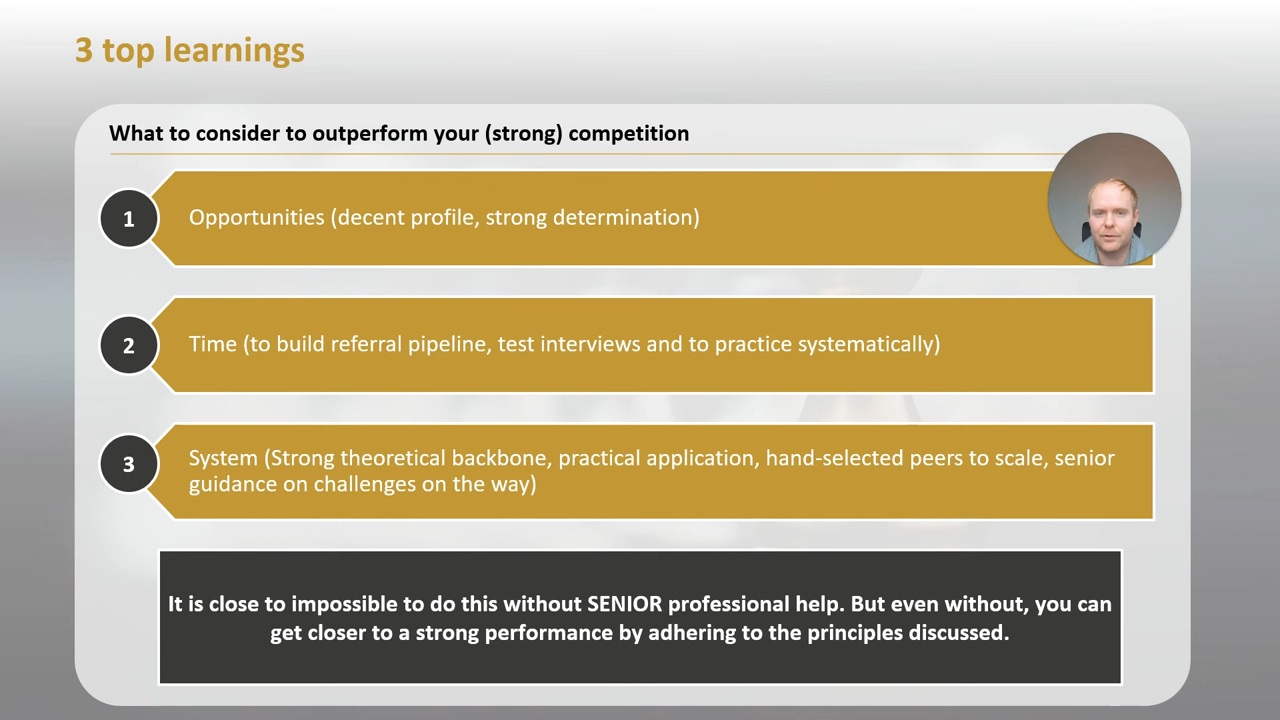 3 top learnings
What to consider to outperform your (strong) competition
1
Opportunities (decent profile, strong determination)
2
Time (to build referral pipeline, test interviews and to practice systematically)
3
System (Strong theoretical backbone, practical application, hand-selected peers to scale, senior
guidance on challenges on the way)
It is close to impossible to do this without SENIOR professional help. But even without, you can
get closer to a strong performance by adhering to the principles discussed.